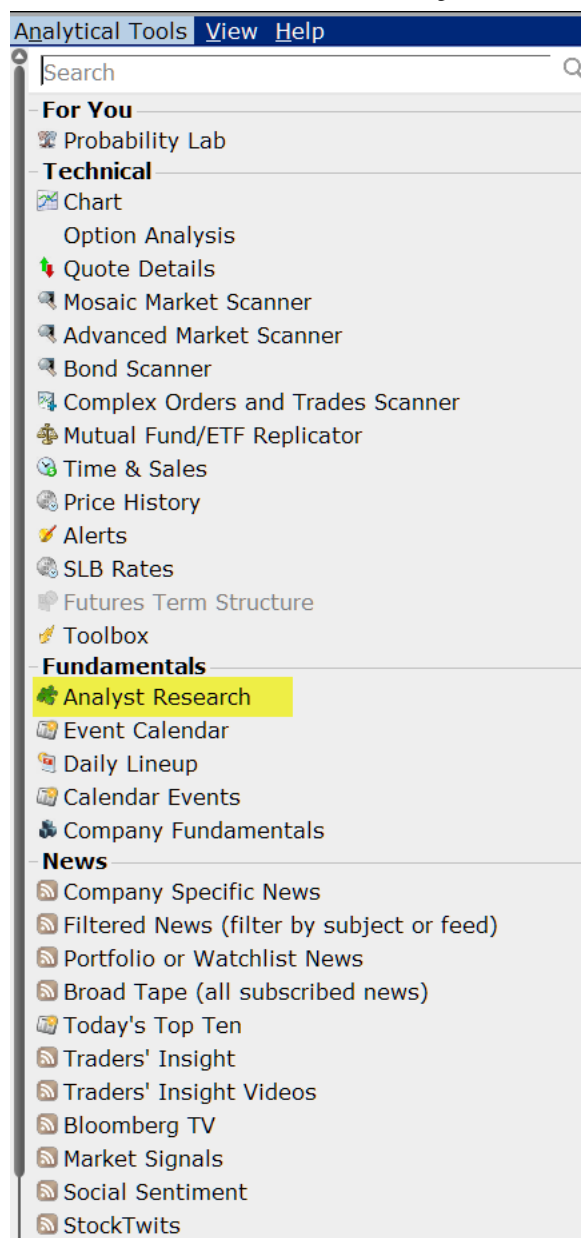 Analytical Tools View Help
Search
For You
Probability Lab
Technical
Chart
Option Analysis
Quote Details
Mosaic Market Scanner
Advanced Market Scanner
Bond Scanner
Complex Orders and Trades Scanner
Mutual Fund/ETF Replicator
Time & Sales
Price History
Alerts
SLB Rates
Futures Term Structure
Toolbox
Fundamentals
Analyst Research
Event Calendar
Daily Lineup
Calendar Events
Company Fundamentals
News
Company Specific News
Filtered News (filter by subject or feed)
Portfolio or Watchlist News
Broad Tape (all subscribed news)
Today's Top Ten
Traders' Insight
Traders' Insight Videos
Bloomberg TV
Market Signals
Social Sentiment
StockTwits